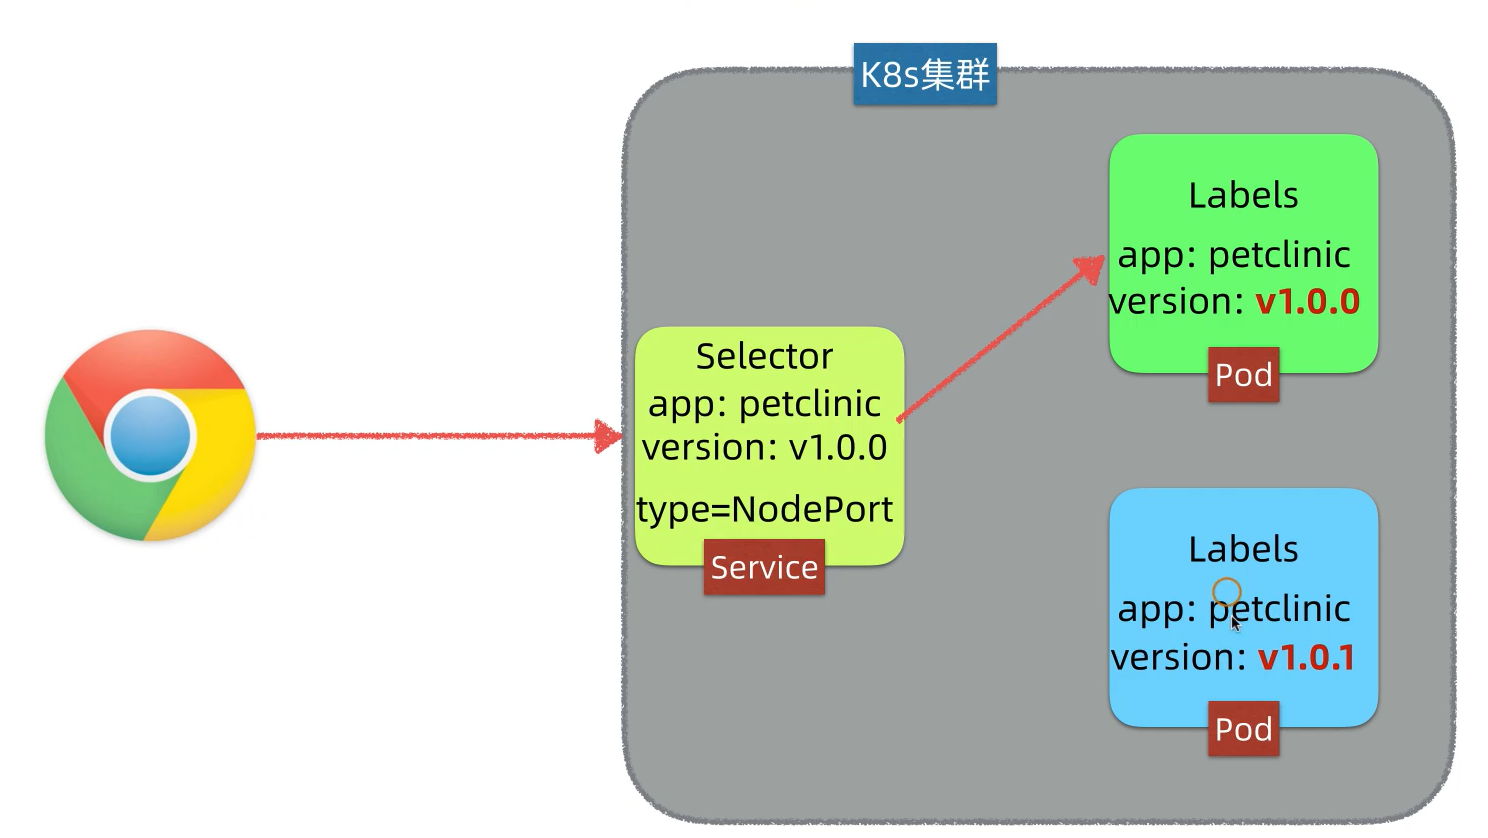 K8s集群
Labels
app: petclinic
version: v1.0.0
Pod
Selector
app: petclinic
version: v1.0.0
type=NodePort
Service
Labels
app: petclinic
version: v1.0.1
Pod